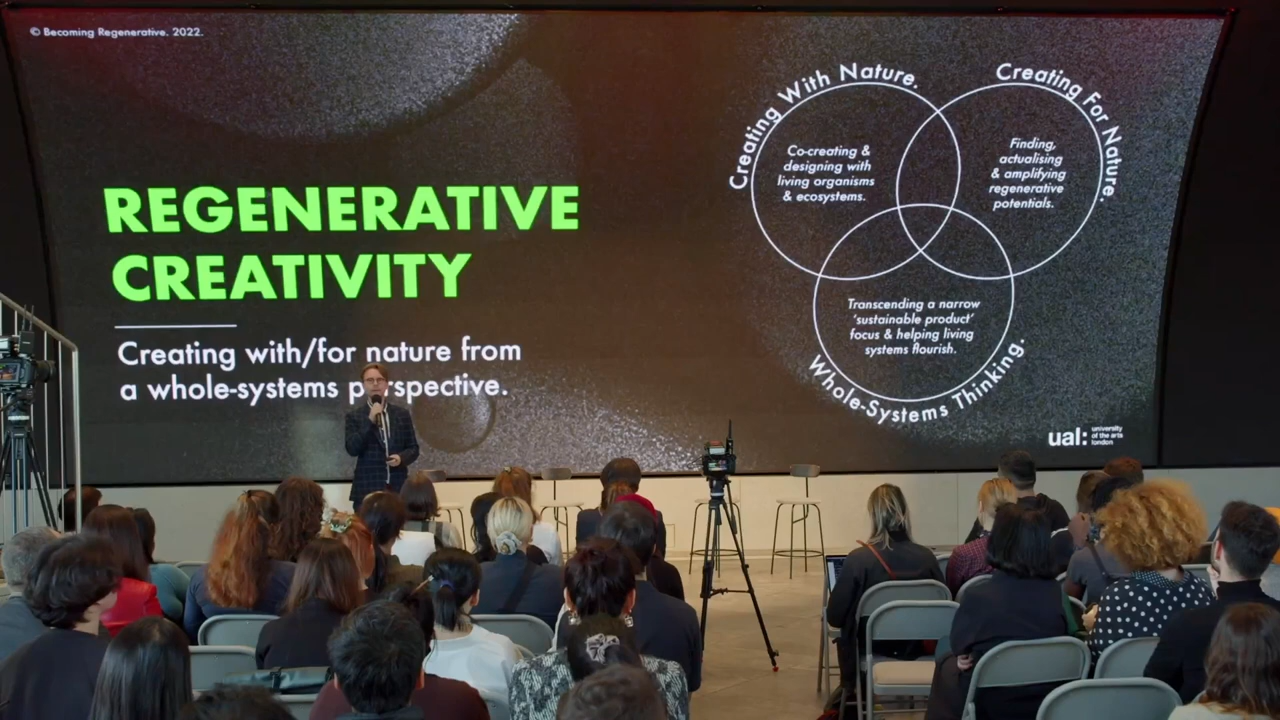 © Becoming Regenerative. 2022.
REGENERATIVE
CREATIVITY
Creating with/for nature from
a whole-systems perspective.
Creating With Nature.
Co-creating &
designing with
living organisms
& ecosystems.
Creating For Nature.
Finding,
actualising
& amplifying
regenerative
potentials.
Transcending a narrow
‘sustainable product’
focus & helping living
systems flourish.
Whole-Systems Thinking.
ual:
university
of the arts
london